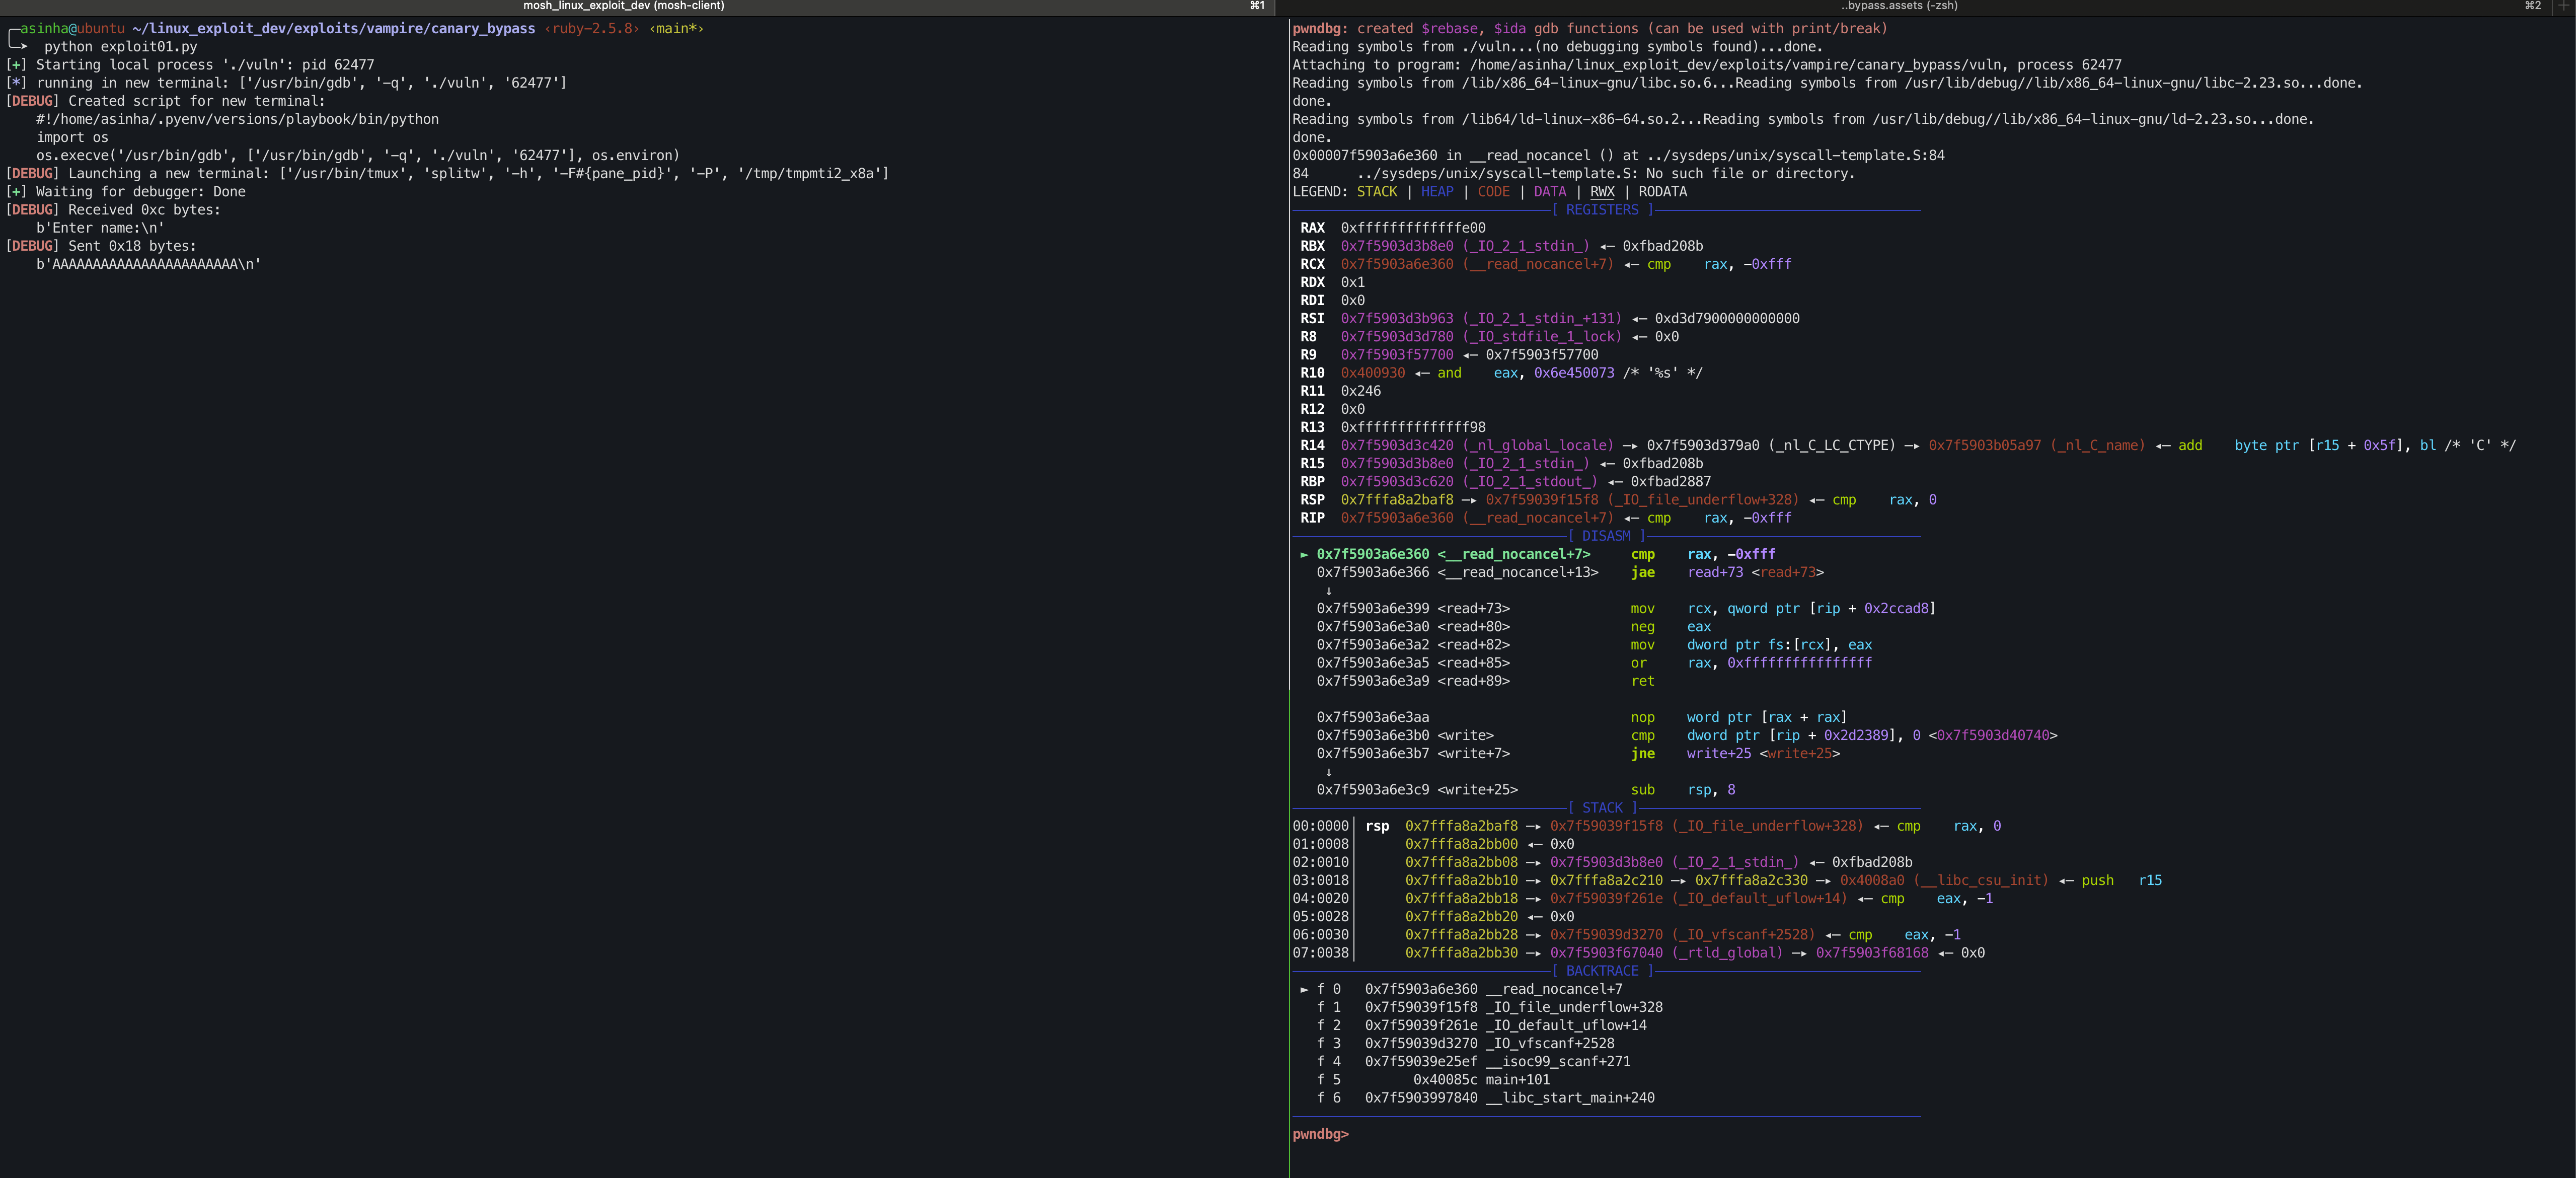 mosh_linux_exploit_dev (mosh-client) ⌘1
..bypass.assets (-zsh) ⌘2
asinha@ubuntu ~/linux_exploit_dev/exploits/vampire/canary_bypass ‹ruby-2.5.8› ‹main*›
python exploit01.py
[+] Starting local process './vuln': pid 62477
[*] running in new terminal: ['/usr/bin/gdb', '-q', './vuln', '62477']
[DEBUG] Created script for new terminal:
#!/home/asinha/.pyenv/versions/playbook/bin/python
import os
os.execve('/usr/bin/gdb', ['/usr/bin/gdb', '-q', './vuln', '62477'], os.environ)
[DEBUG] Launching a new terminal: ['/usr/bin/tmux', 'splitw', '-h', '-F#{pane_pid}', '-P', '/tmp/tmpmti2_x8a']
[+] Waiting for debugger: Done
[DEBUG] Received 0xc bytes:
b'Enter name:\n'
[DEBUG] Sent 0x18 bytes:
b'AAAAAAAAAAAAAAAAAAAAAAA\n'
pwndbg: created $rebase, $ida gdb functions (can be used with print/break)
Reading symbols from ./vuln...(no debugging symbols found)...done.
Attaching to program: /home/asinha/linux_exploit_dev/exploits/vampire/canary_bypass/vuln, process 62477
Reading symbols from /lib/x86_64-linux-gnu/libc.so.6...Reading symbols from /usr/lib/debug//lib/x86_64-linux-gnu/libc-2.23.so...done.
done.
Reading symbols from /lib64/ld-linux-x86-64.so.2...Reading symbols from /usr/lib/debug//lib/x86_64-linux-gnu/ld-2.23.so...done.
done.
0x00007f5903a6e360 in __read_nocancel () at ../sysdeps/unix/syscall-template.S:84
84 ../sysdeps/unix/syscall-template.S: No such file or directory.
LEGEND: STACK | HEAP | CODE | DATA | RWX | RODATA
[ REGISTERS ]
RAX 0xfffffffffffffe00
RBX 0x7f5903d3b8e0 (_IO_2_1_stdin_) ◂— 0xfbad208b
RCX 0x7f5903a6e360 (__read_nocancel+7) ◂— cmp rax, -0xfff
RDX 0x1
RDI 0x0
RSI 0x7f5903d3b963 (_IO_2_1_stdin_+131) ◂— 0xd3d7900000000000
R8 0x7f5903d3d780 (_IO_stdfile_1_lock) ◂— 0x0
R9 0x7f5903f57700 ◂— 0x7f5903f57700
R10 0x400930 ◂— and eax, 0x6e450073 /* '%s' */
R11 0x246
R12 0x0
R13 0xffffffffffffff98
R14 0x7f5903d3c420 (_nl_global_locale) —▸ 0x7f5903d379a0 (_nl_C_LC_CTYPE) —▸ 0x7f5903b05a97 (_nl_C_name) ◂— add byte ptr [r15 + 0x5f], bl /* 'C' */
R15 0x7f5903d3b8e0 (_IO_2_1_stdin_) ◂— 0xfbad208b
RBP 0x7f5903d3c620 (_IO_2_1_stdout_) ◂— 0xfbad2887
RSP 0x7fffa8a2baf8 —▸ 0x7f59039f15f8 (_IO_file_underflow+328) ◂— cmp rax, 0
RIP 0x7f5903a6e360 (__read_nocancel+7) ◂— cmp rax, -0xfff
[ DISASM ]
► 0x7f5903a6e360 <__read_nocancel+7> cmp rax, -0xfff
0x7f5903a6e366 <__read_nocancel+13> jae read+73 <read+73>
↓
0x7f5903a6e399 <read+73> mov rcx, qword ptr [rip + 0x2ccad8]
0x7f5903a6e3a0 <read+80> neg eax
0x7f5903a6e3a2 <read+82> mov dword ptr fs:[rcx], eax
0x7f5903a6e3a5 <read+85> or rax, 0xffffffffffffffff
0x7f5903a6e3a9 <read+89> ret
0x7f5903a6e3aa nop word ptr [rax + rax]
0x7f5903a6e3b0 <write> cmp dword ptr [rip + 0x2d2389], 0 <0x7f5903d40740>
0x7f5903a6e3b7 <write+7> jne write+25 <write+25>
↓
0x7f5903a6e3c9 <write+25> sub rsp, 8
[ STACK ]
00:0000│ rsp 0x7fffa8a2baf8 —▸ 0x7f59039f15f8 (_IO_file_underflow+328) ◂— cmp rax, 0
01:0008│ 0x7fffa8a2bb00 ◂— 0x0
02:0010│ 0x7fffa8a2bb08 —▸ 0x7f5903d3b8e0 (_IO_2_1_stdin_) ◂— 0xfbad208b
03:0018│ 0x7fffa8a2bb10 —▸ 0x7fffa8a2c210 —▸ 0x7fffa8a2c330 —▸ 0x4008a0 (__libc_csu_init) ◂— push r15
04:0020│ 0x7fffa8a2bb18 —▸ 0x7f59039f261e (_IO_default_uflow+14) ◂— cmp eax, -1
05:0028│ 0x7fffa8a2bb20 ◂— 0x0
06:0030│ 0x7fffa8a2bb28 —▸ 0x7f59039d3270 (_IO_vfscanf+2528) ◂— cmp eax, -1
07:0038│ 0x7fffa8a2bb30 —▸ 0x7f5903f67040 (_rtld_global) —▸ 0x7f5903f68168 ◂— 0x0
[ BACKTRACE ]
► f 0 0x7f5903a6e360 __read_nocancel+7
f 1 0x7f59039f15f8 _IO_file_underflow+328
f 2 0x7f59039f261e _IO_default_uflow+14
f 3 0x7f59039d3270 _IO_vfscanf+2528
f 4 0x7f59039e25ef __isoc99_scanf+271
f 5 0x40085c main+101
f 6 0x7f5903997840 __libc_start_main+240
pwndbg>